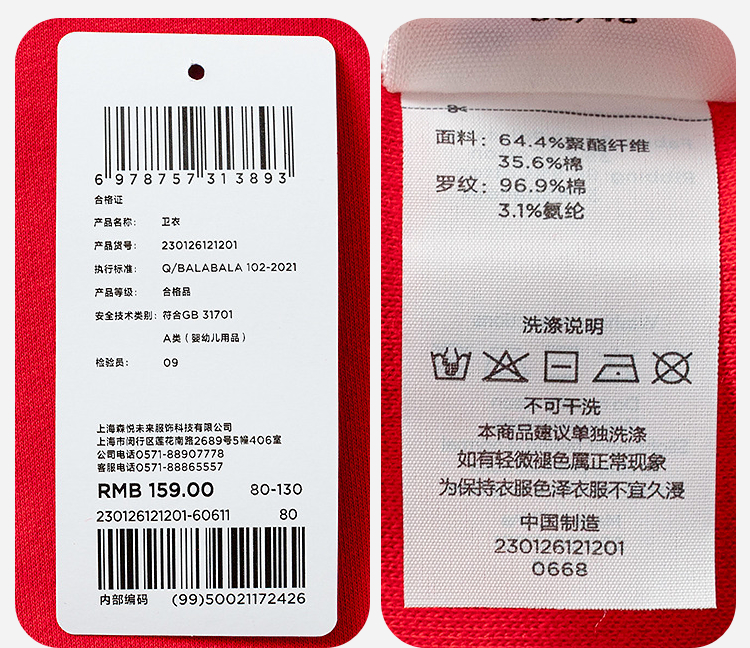 6 978757 313893
合格证
产品名称: 卫衣
产品货号: 230126121201
执行标准: Q/BALABALA 102-2021
产品等级: 合格品
安全技术类别: 符合GB 31701
A类（婴幼儿用品）
检验员: 09
上海森悦未来服饰科技有限公司
上海市闵行区莲花南路2689号5幢406室
公司电话0571-88907778
客服电话0571-88865557
RMB 159.00 80-130
230126121201-60611 80
内部编码 (99)50021172426
面料: 64.4%聚酯纤维
35.6%棉
罗纹: 96.9%棉
3.1%氨纶
洗涤说明
不可干洗
本商品建议单独洗涤
如有轻微褪色属正常现象
为保持衣服色泽衣服不宜久浸
中国制造
230126121201
0668